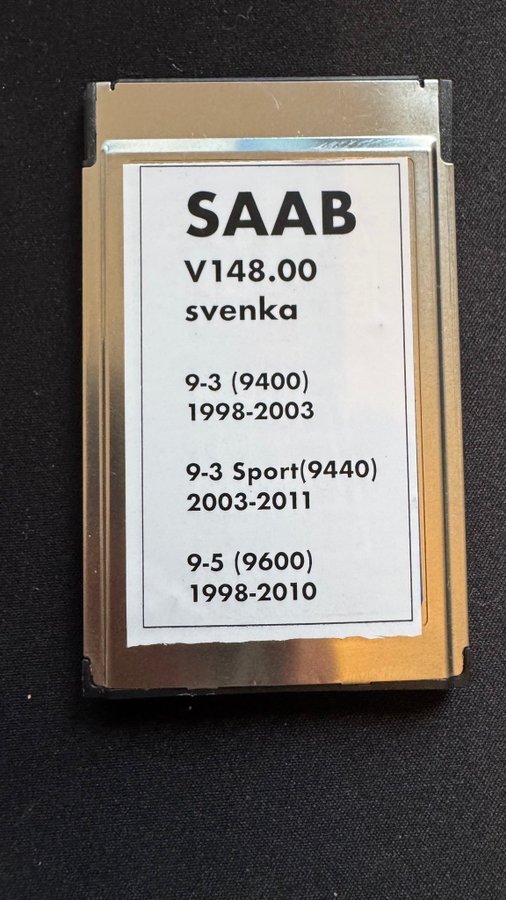 SAAB
V148.00
svenka
9-3 (9400)
1998-2003
9-3 Sport(9440)
2003-2011
9-5 (9600)
1998-2010